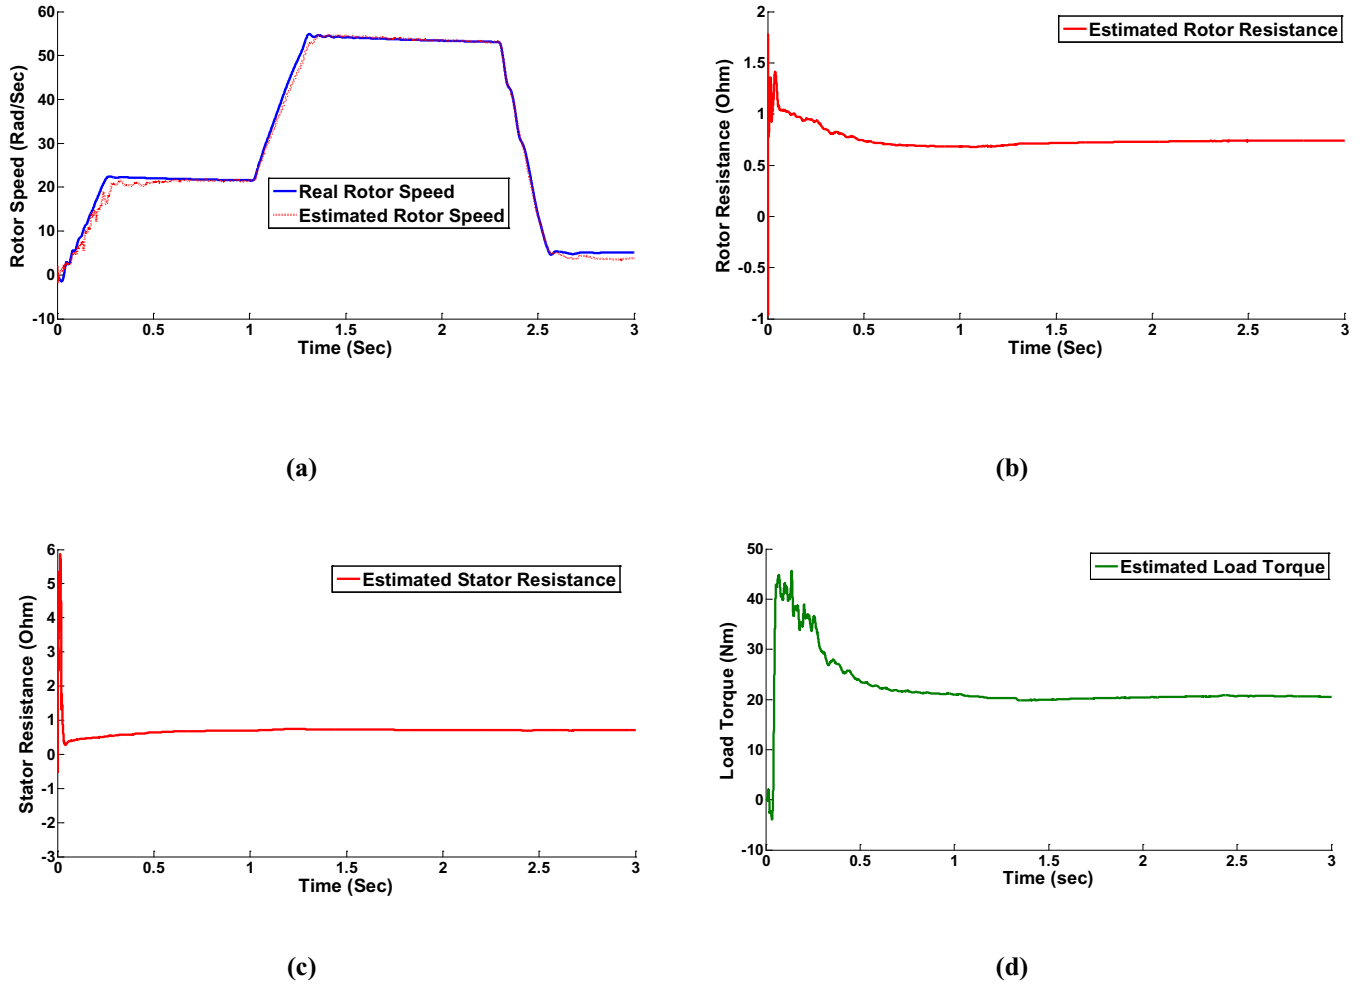 60
50
40
30
20
10
0
-10
Rotor Speed (Rad/Sec)
Real Rotor Speed
Estimated Rotor Speed
0 0.5 1 1.5 2 2.5 3
Time (Sec)
(a)
2
1.5
1
0.5
0
-0.5
-1
Rotor Resistance (Ohm)
Estimated Rotor Resistance
0 0.5 1 1.5 2 2.5 3
Time (Sec)
(b)
6
5
4
3
2
1
0
-1
-2
-3
Stator Resistance (Ohm)
Estimated Stator Resistance
0 0.5 1 1.5 2 2.5 3
Time (Sec)
(c)
50
40
30
20
10
0
-10
Load Torque (Nm)
Estimated Load Torque
0 0.5 1 1.5 2 2.5 3
Time (sec)
(d)